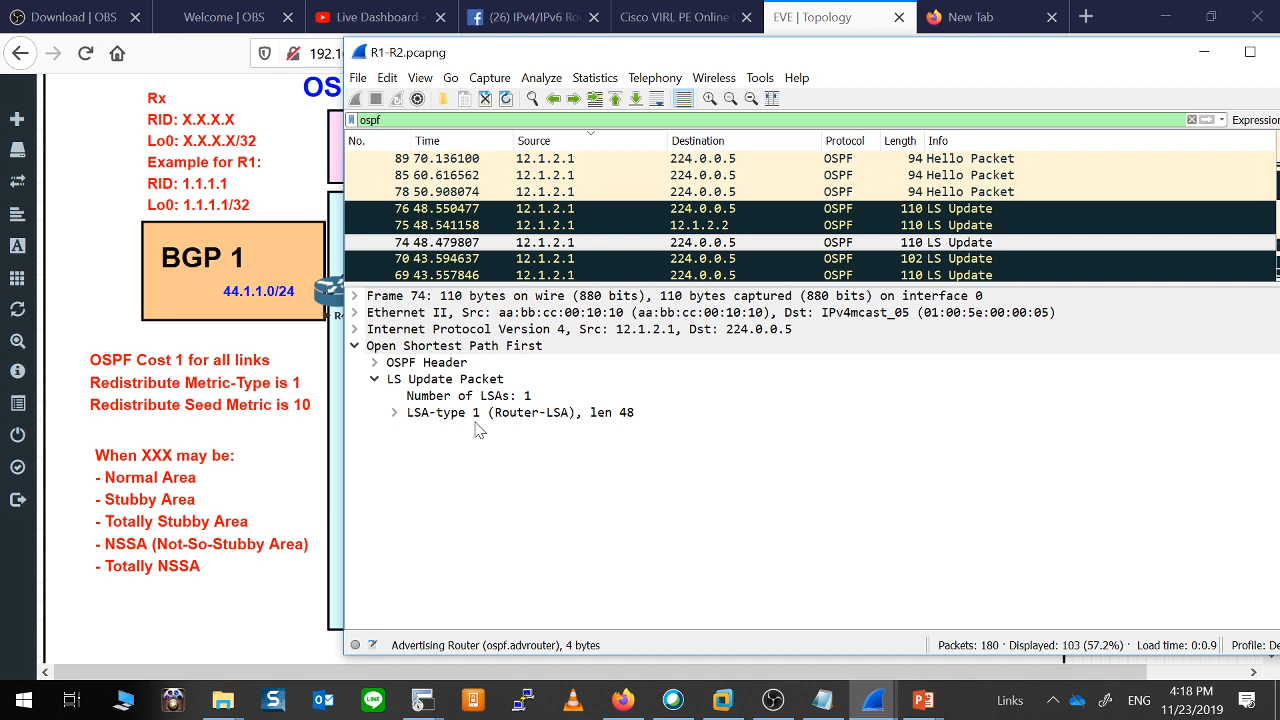 Download | OBS
Welcome | OBS
Live Dashboard -
(26) IPv4/IPv6 Ro
Cisco VIRL PE Online
EVE | Topology
New Tab
192.1
R1-R2.pcapng
File Edit View Go Capture Analyze Statistics Telephony Wireless Tools Help
ospf
Expression
No. Time Source Destination Protocol Length Info
89 70.136100 12.1.2.1 224.0.0.5 OSPF 94 Hello Packet
85 60.616562 12.1.2.1 224.0.0.5 OSPF 94 Hello Packet
78 50.908074 12.1.2.1 224.0.0.5 OSPF 94 Hello Packet
76 48.550477 12.1.2.1 224.0.0.5 OSPF 110 LS Update
75 48.541158 12.1.2.1 12.1.2.2 OSPF 110 LS Update
74 48.479807 12.1.2.1 224.0.0.5 OSPF 110 LS Update
70 43.594637 12.1.2.1 224.0.0.5 OSPF 102 LS Update
69 43.557846 12.1.2.1 224.0.0.5 OSPF 110 LS Update
Frame 74: 110 bytes on wire (880 bits), 110 bytes captured (880 bits) on interface 0
Ethernet II, Src: aa:bb:cc:00:10:10 (aa:bb:cc:00:10:10), Dst: IPv4mcast_05 (01:00:5e:00:00:05)
Internet Protocol Version 4, Src: 12.1.2.1, Dst: 224.0.0.5
Open Shortest Path First
OSPF Header
LS Update Packet
Number of LSAs: 1
LSA-type 1 (Router-LSA), len 48
Advertising Router (ospf.advrouter), 4 bytes
Packets: 180 · Displayed: 103 (57.2%) · Load time: 0:0.9
Profile: De
OS
Rx
RID: X.X.X.X
Lo0: X.X.X.X/32
Example for R1:
RID: 1.1.1.1
Lo0: 1.1.1.1/32
BGP 1
44.1.1.0/24
R4
OSPF Cost 1 for all links
Redistribute Metric-Type is 1
Redistribute Seed Metric is 10
When XXX may be:
- Normal Area
- Stubby Area
- Totally Stubby Area
- NSSA (Not-So-Stubby Area)
- Totally NSSA
Links
ENG
4:18 PM
11/23/2019